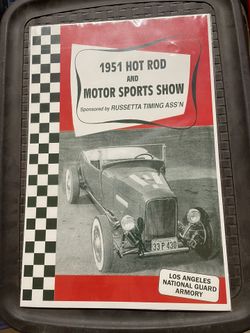 1951 HOT ROD
AND
MOTOR SPORTS SHOW
Sponsored by RUSSETTA TIMING ASS'N
33 P 430
LOS ANGELES
NATIONAL GUARD
ARMORY